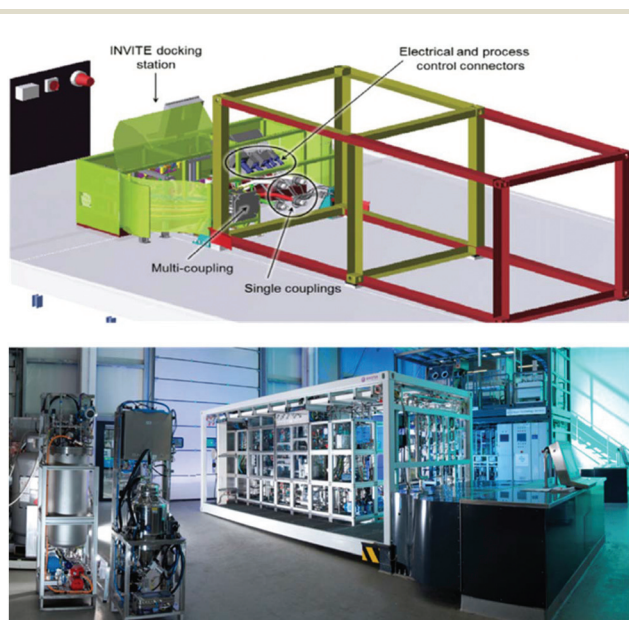 INVITE docking
station
Electrical and process
control connectors
Multi-coupling
Single couplings